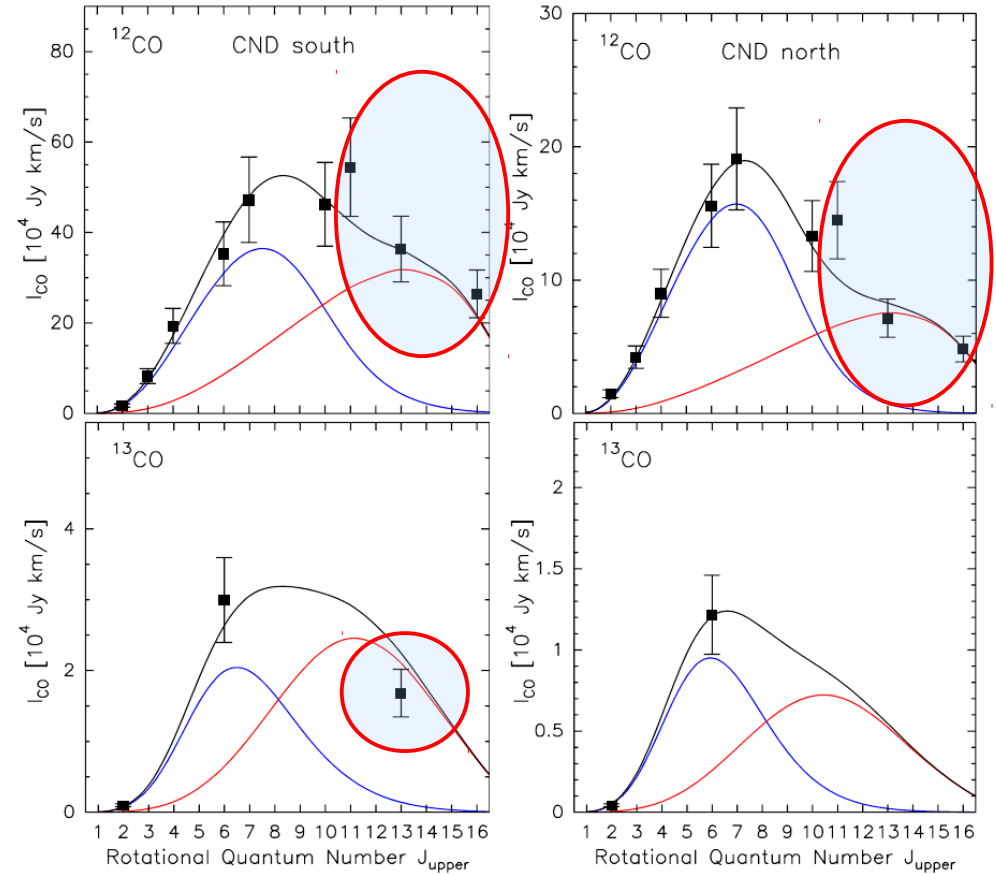 ¹²CO CND south
80
60
40
20
0
I_CO [10⁴ Jy km/s]
¹²CO CND north
30
20
10
0
I_CO [10⁴ Jy km/s]
¹³CO
4
2
0
I_CO [10⁴ Jy km/s]
1 2 3 4 5 6 7 8 9 10 11 12 13 14 15 16
Rotational Quantum Number J_upper
¹³CO
2
1.5
1
0.5
0
I_CO [10⁴ Jy km/s]
1 2 3 4 5 6 7 8 9 10 11 12 13 14 15 16
Rotational Quantum Number J_upper